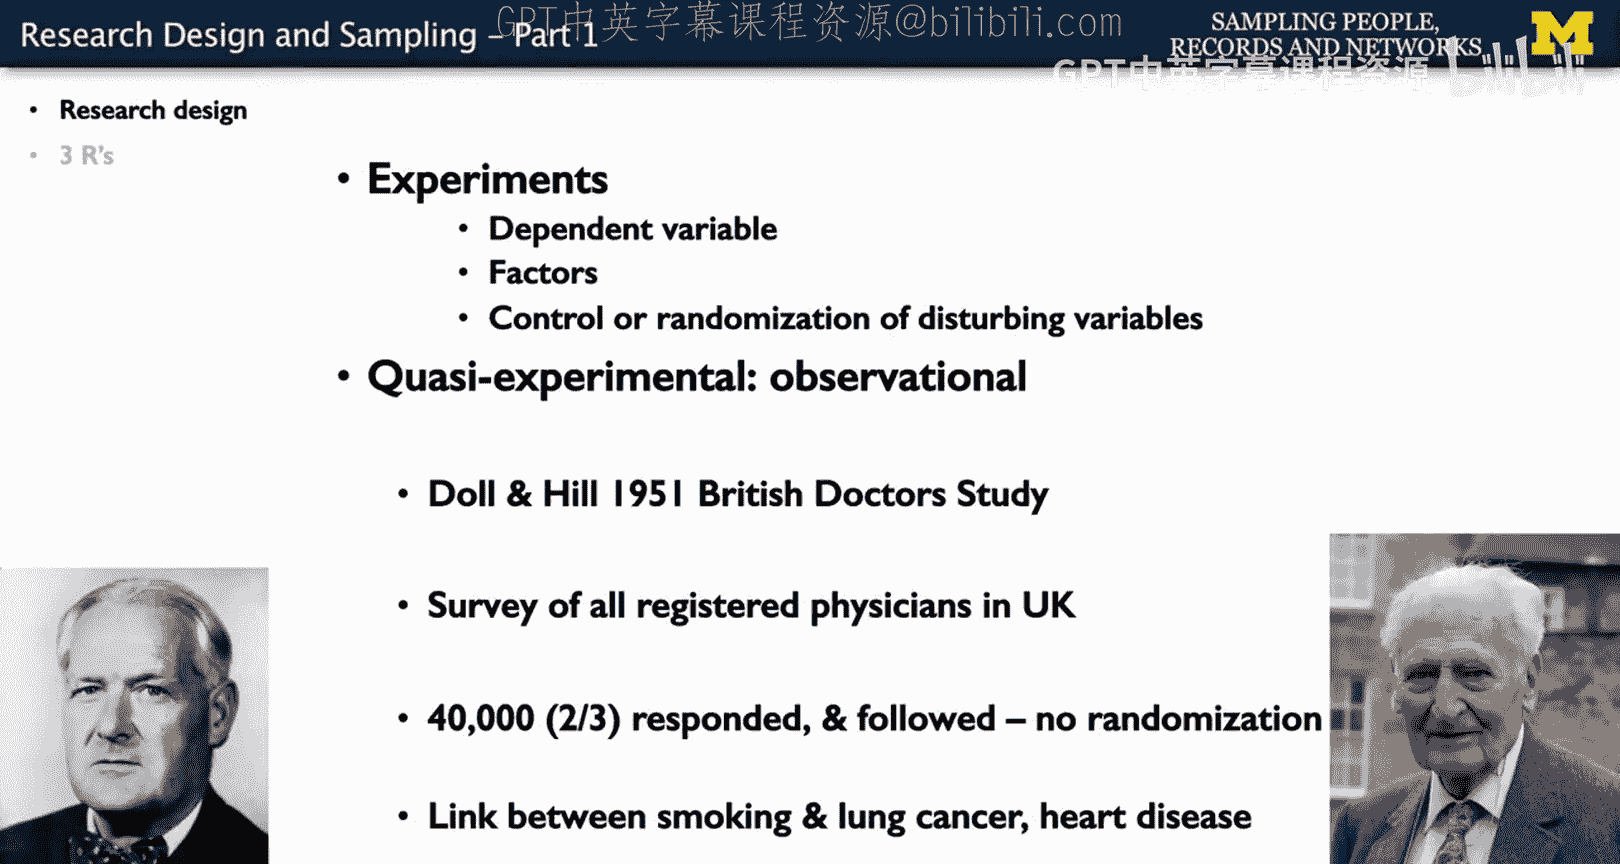 Research Design and Sampling – Part 1
GPT中英字幕课程资源@bilibili.com
SAMPLING PEOPLE,
RECORDS AND NETWORKS
M
GPT中英字幕课程资源 bilibili
• Research design
• 3 R's
• Experiments
• Dependent variable
• Factors
• Control or randomization of disturbing variables
• Quasi-experimental: observational
• Doll & Hill 1951 British Doctors Study
• Survey of all registered physicians in UK
• 40,000 (2/3) responded, & followed – no randomization
• Link between smoking & lung cancer, heart disease